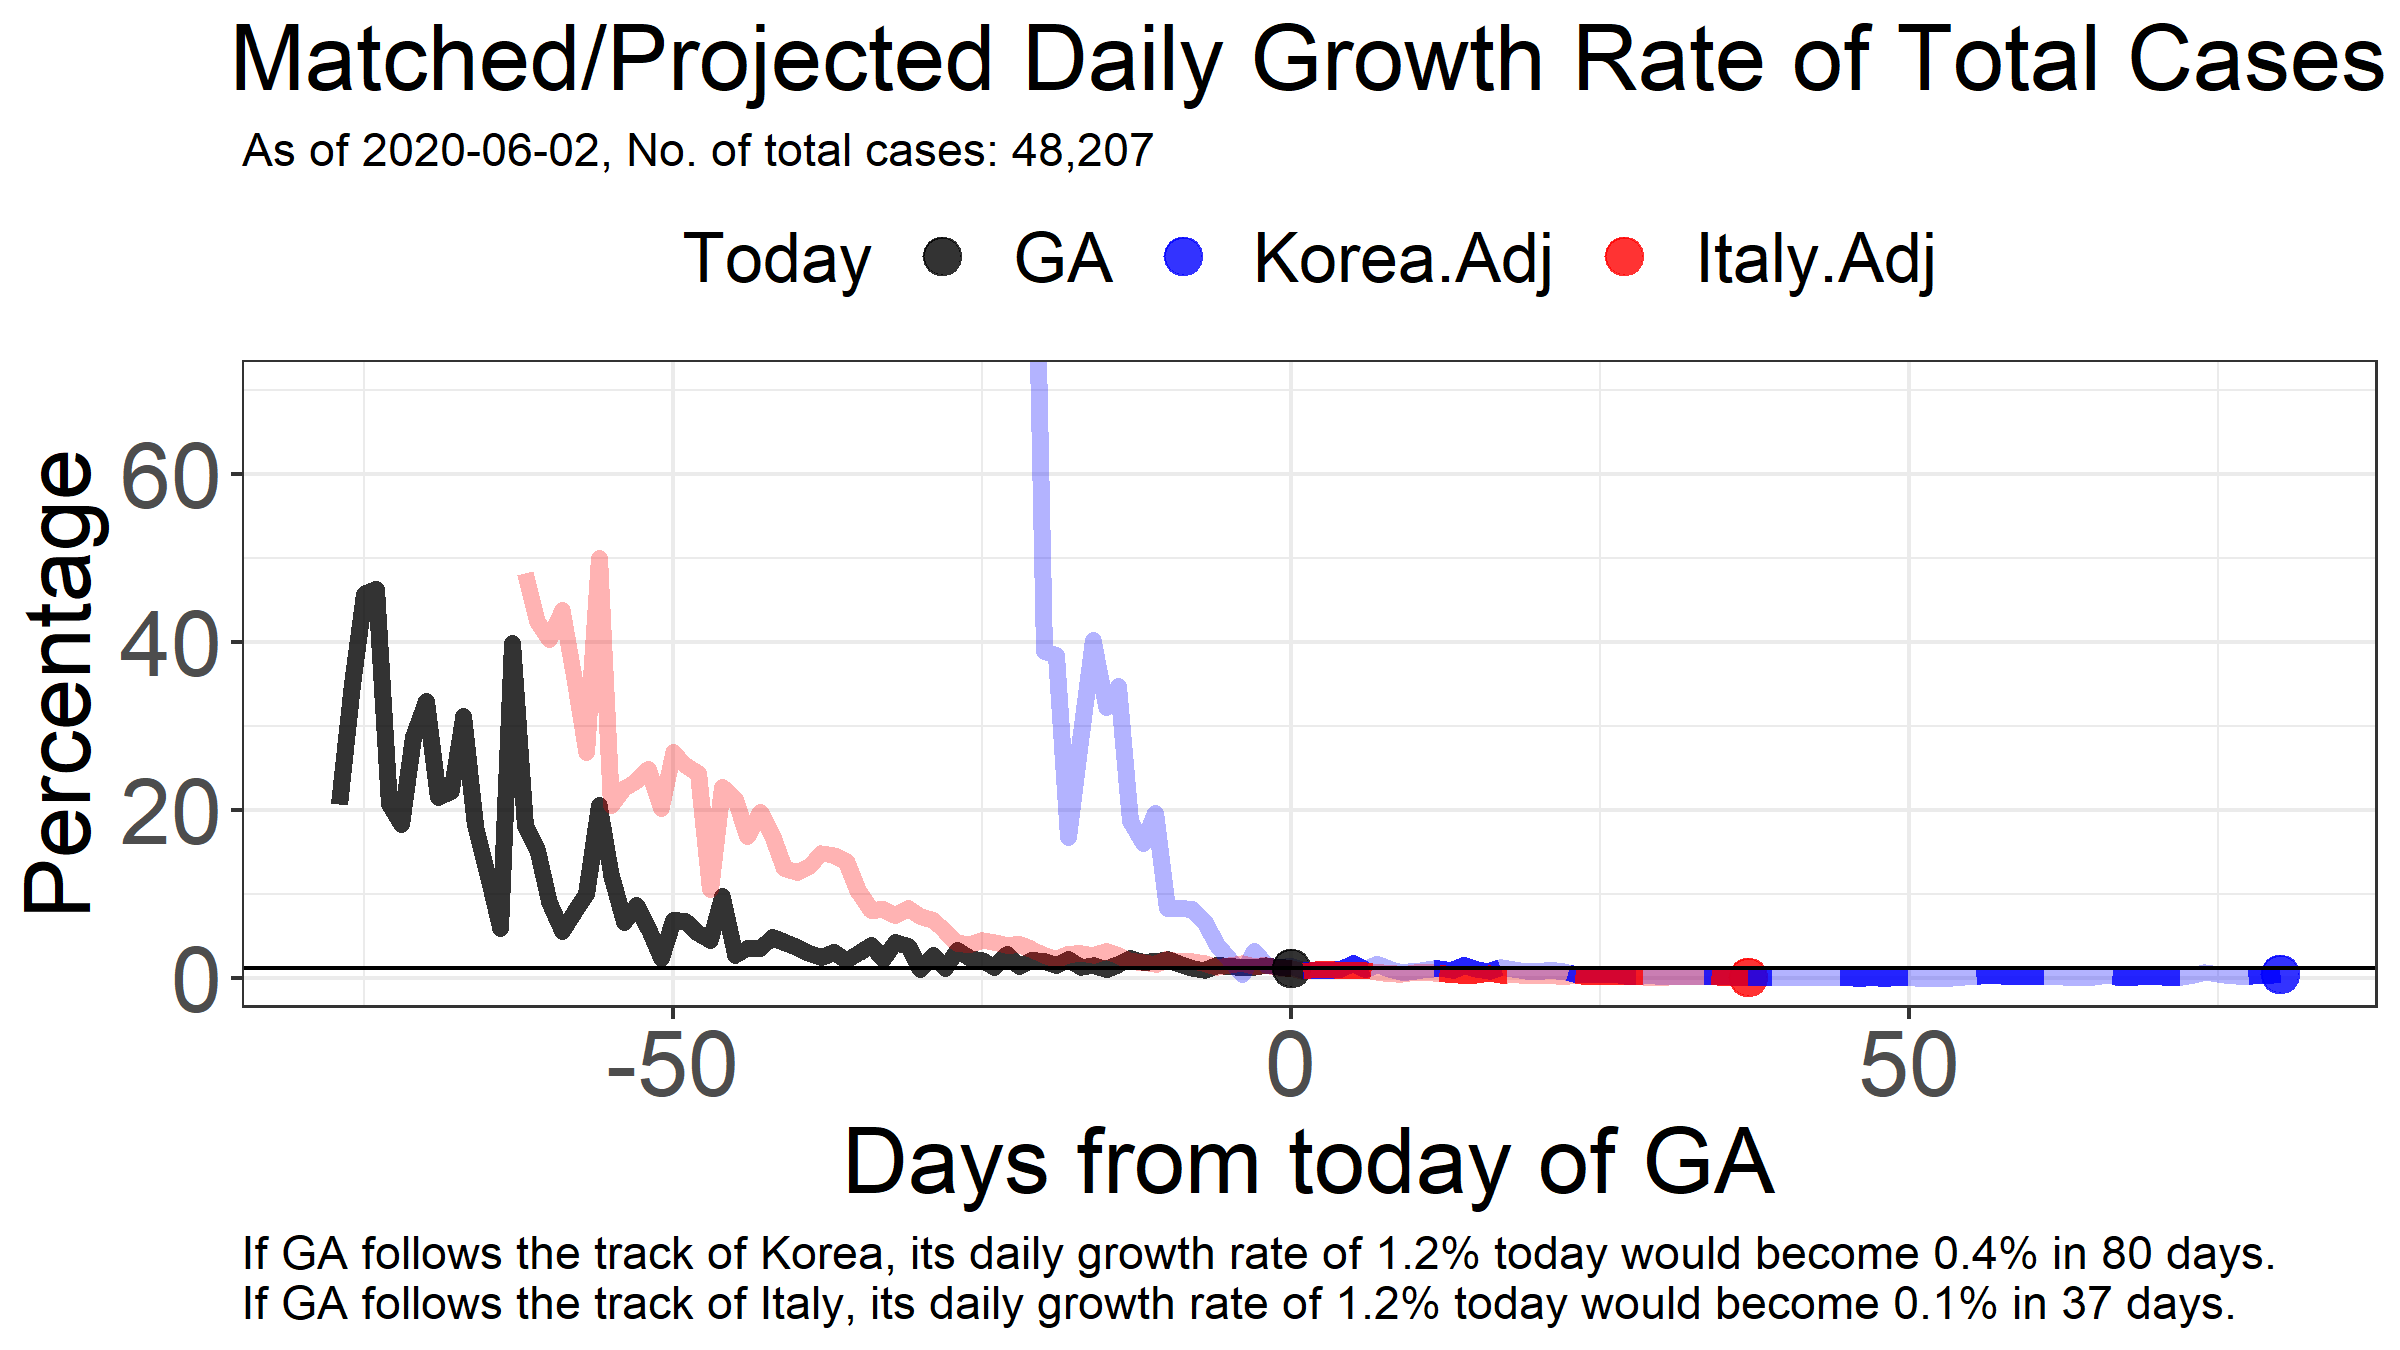 Matched/Projected Daily Growth Rate of Total Cases
As of 2020-06-02, No. of total cases: 48,207
Today GA Korea.Adj Italy.Adj
Percentage
60
40
20
0
-50 0 50
Days from today of GA
If GA follows the track of Korea, its daily growth rate of 1.2% today would become 0.4% in 80 days.
If GA follows the track of Italy, its daily growth rate of 1.2% today would become 0.1% in 37 days.